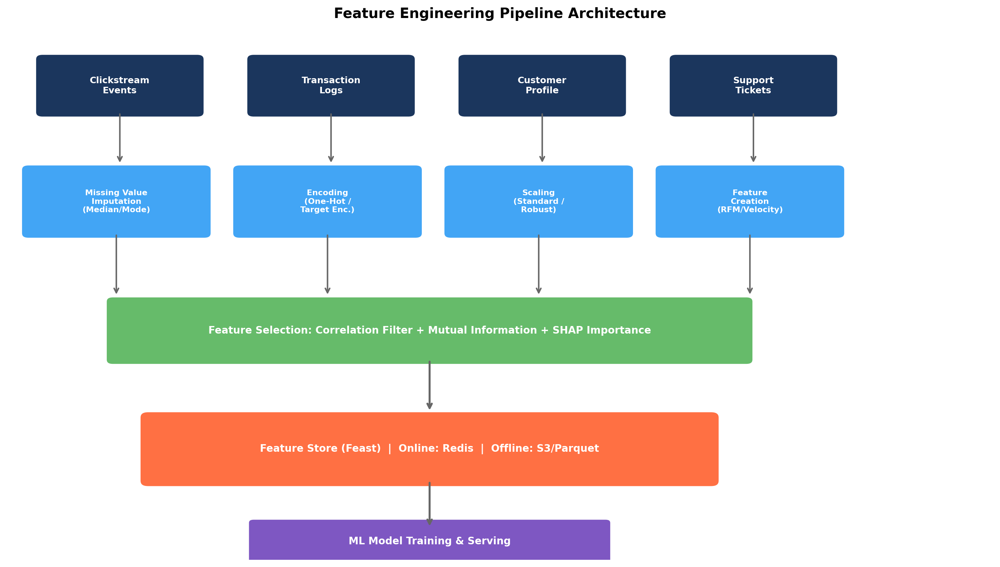 Feature Engineering Pipeline Architecture
Clickstream
Events
Transaction
Logs
Customer
Profile
Support
Tickets
Missing Value
Imputation
(Median/Mode)
Encoding
(One-Hot /
Target Enc.)
Scaling
(Standard /
Robust)
Feature
Creation
(RFM/Velocity)
Feature Selection: Correlation Filter + Mutual Information + SHAP Importance
Feature Store (Feast)  |  Online: Redis  |  Offline: S3/Parquet
ML Model Training & Serving